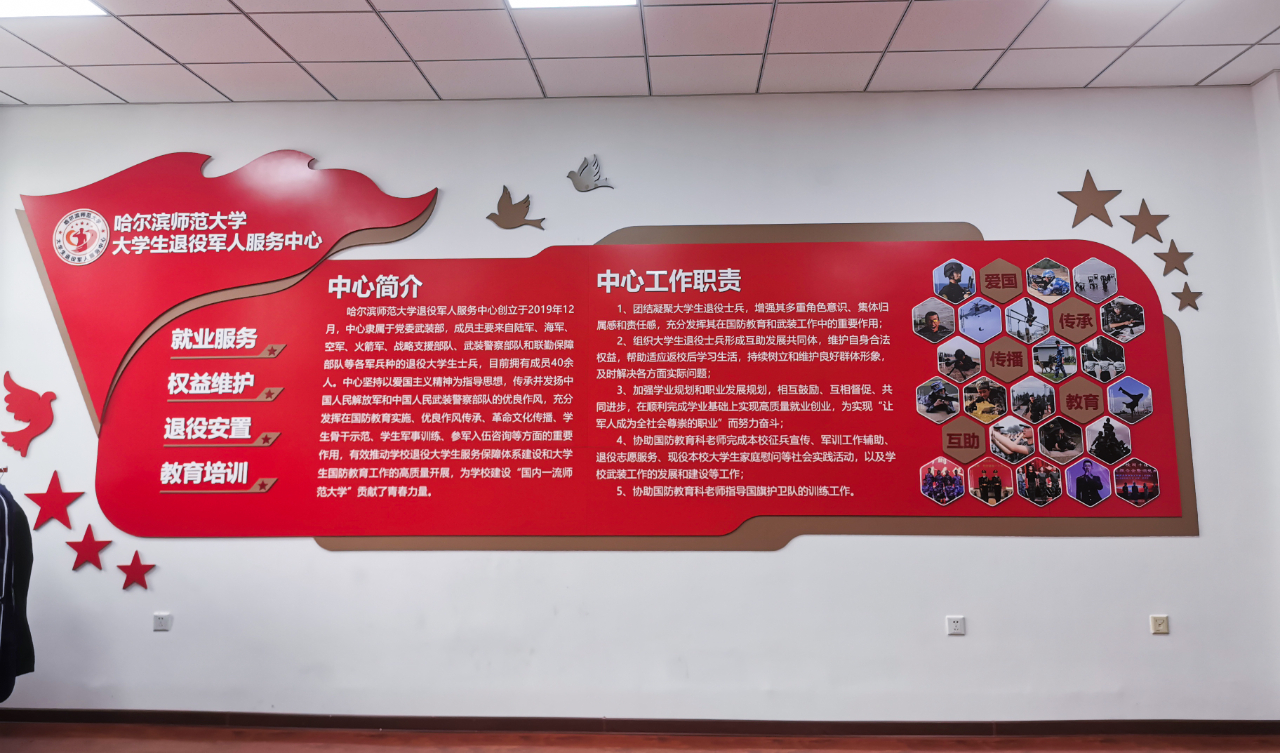 哈尔滨师范大学
大学生退役军人服务中心
就业服务
权益维护
退役安置
教育培训
中心简介
哈尔滨师范大学退役军人服务中心创立于2019年12
月，中心隶属于党委武装部，成员主要来自陆军、海军、
空军、火箭军、战略支援部队、武装警察部队和联勤保障
部队等各军兵种的退役大学生士兵，目前拥有成员40余
人。中心坚持以爱国主义精神为指导思想，传承并发扬中
国人民解放军和中国人民武装警察部队的优良作风，充分
发挥在国防教育实施、优良作风传承、革命文化传播、学
生骨干示范、学生军事训练、参军入伍咨询等方面的重要
作用，有效推动学校退役大学生服务保障体系建设和大学
生国防教育工作的高质量开展，为学校建设“国内一流师
范大学”贡献了青春力量。
中心工作职责
1、团结凝聚大学生退役士兵，增强其多重角色意识、集体归
属感和责任感，充分发挥其在国防教育和武装工作中的重要作用；
2、组织大学生退役士兵形成互助发展共同体，维护自身合法
权益，帮助适应返校后学习生活，持续树立和维护良好群体形象，
及时解决各方面实际问题；
3、加强学业规划和职业发展规划，相互鼓励、互相督促、共
同进步，在顺利完成学业基础上实现高质量就业创业，为实现“让
军人成为全社会尊崇的职业”而努力奋斗；
4、协助国防教育科老师完成本校征兵宣传、军训工作辅助、
退役志愿服务、现役本校大学生家庭慰问等社会实践活动，以及学
校武装工作的发展和建设等工作；
5、协助国防教育科老师指导国旗护卫队的训练工作。
爱国
传承
传播
教育
互助